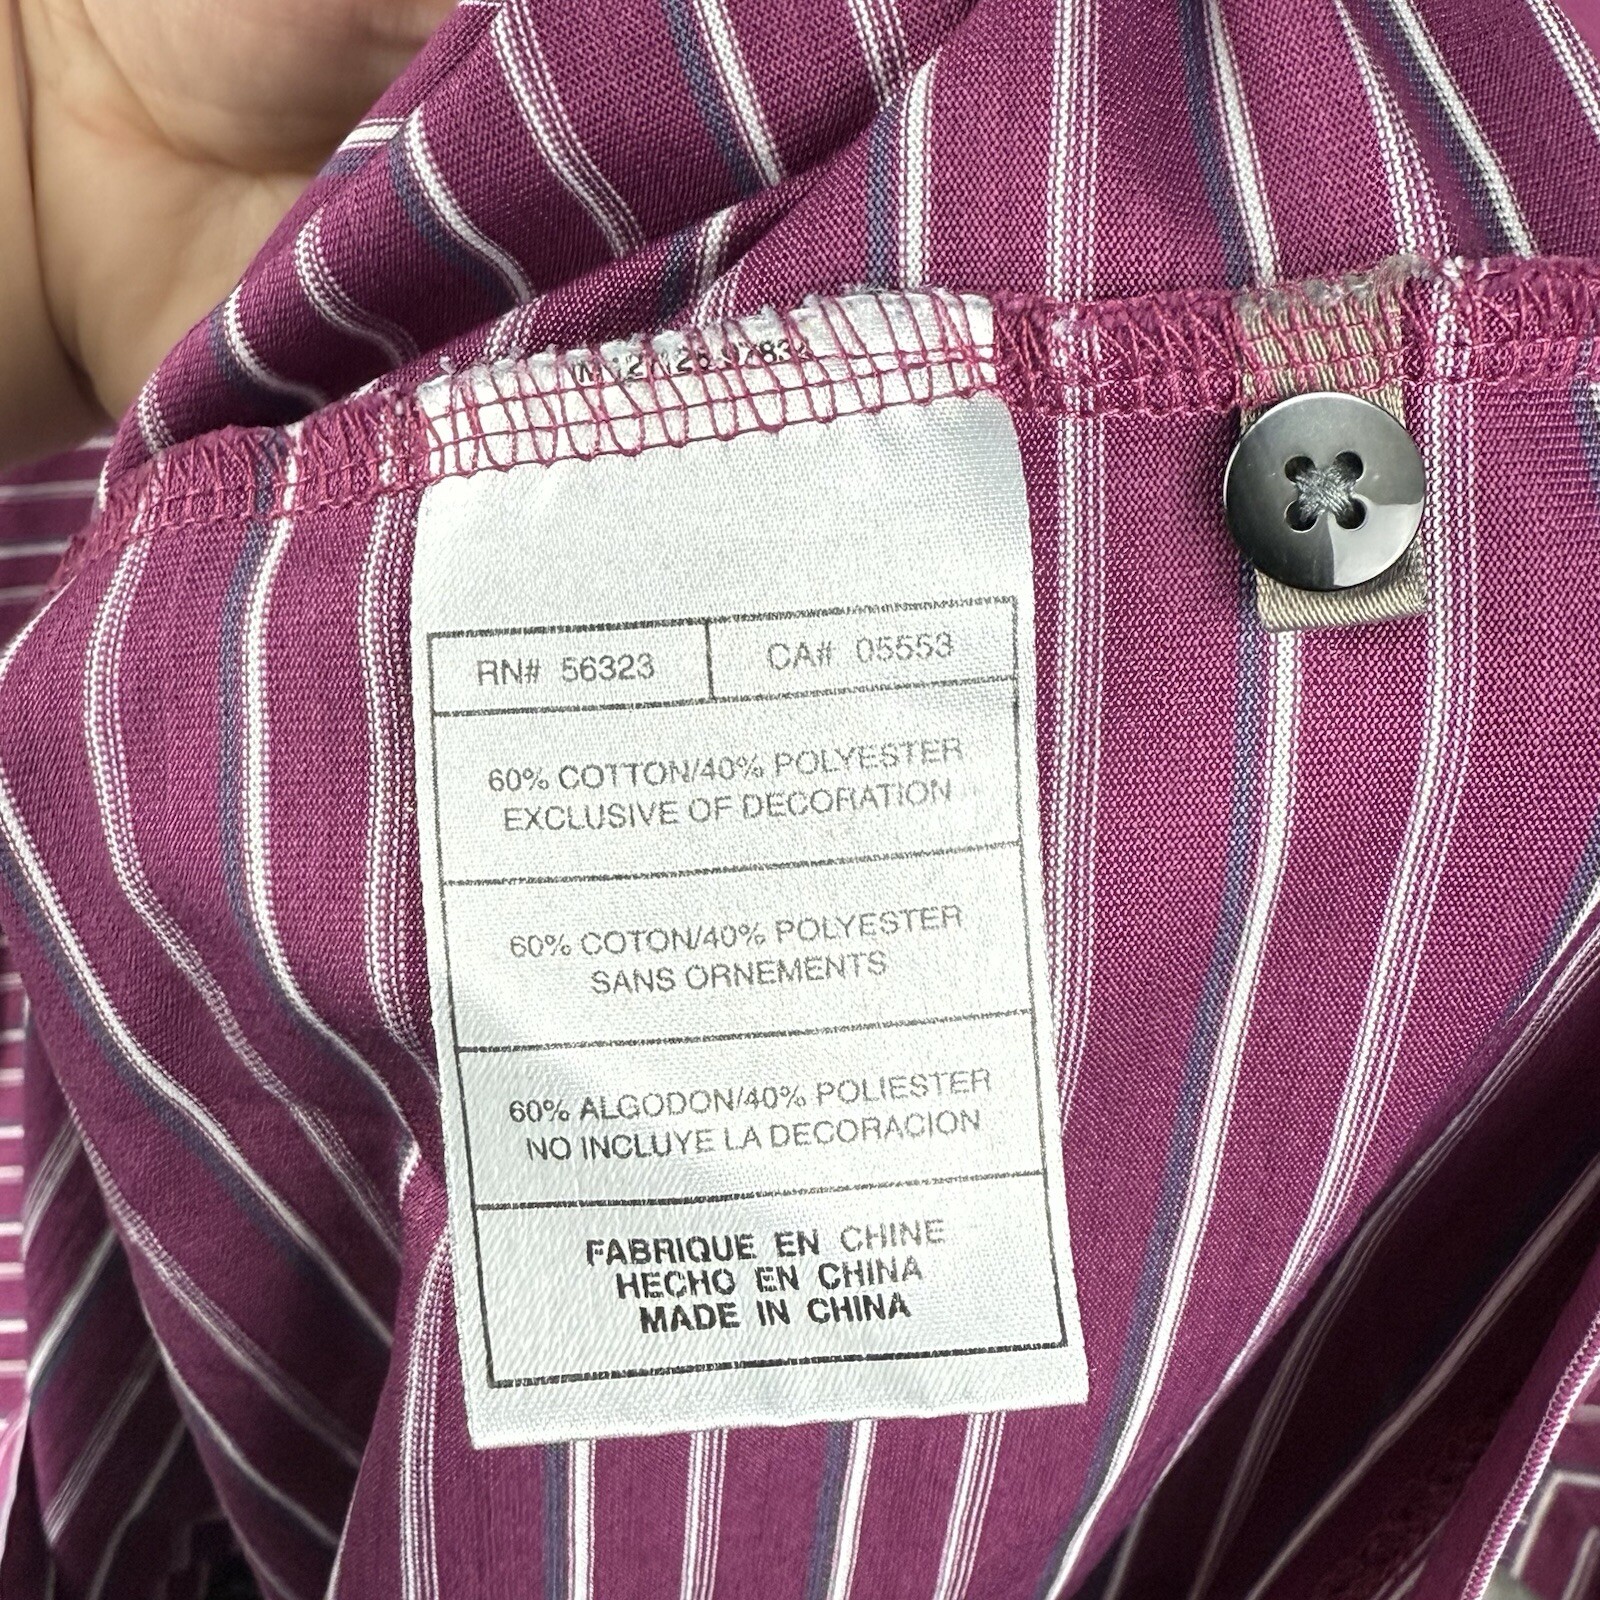 RN# 56323 CA# 05553
60% COTTON/40% POLYESTER
EXCLUSIVE OF DECORATION
60% COTON/40% POLYESTER
SANS ORNEMENTS
60% ALGODON/40% POLIESTER
NO INCLUYE LA DECORACION
FABRIQUE EN CHINE
HECHO EN CHINA
MADE IN CHINA